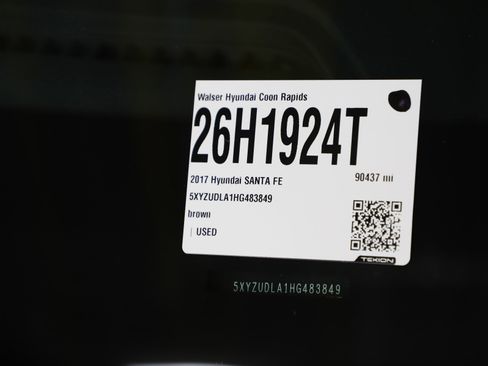 Walser Hyundai Coon Rapids
26H1924T
2017 Hyundai SANTA FE 90437 mi
5XYZUDLA1HG483849
brown
| USED
TEKION
5XYZUDLA1HG483849